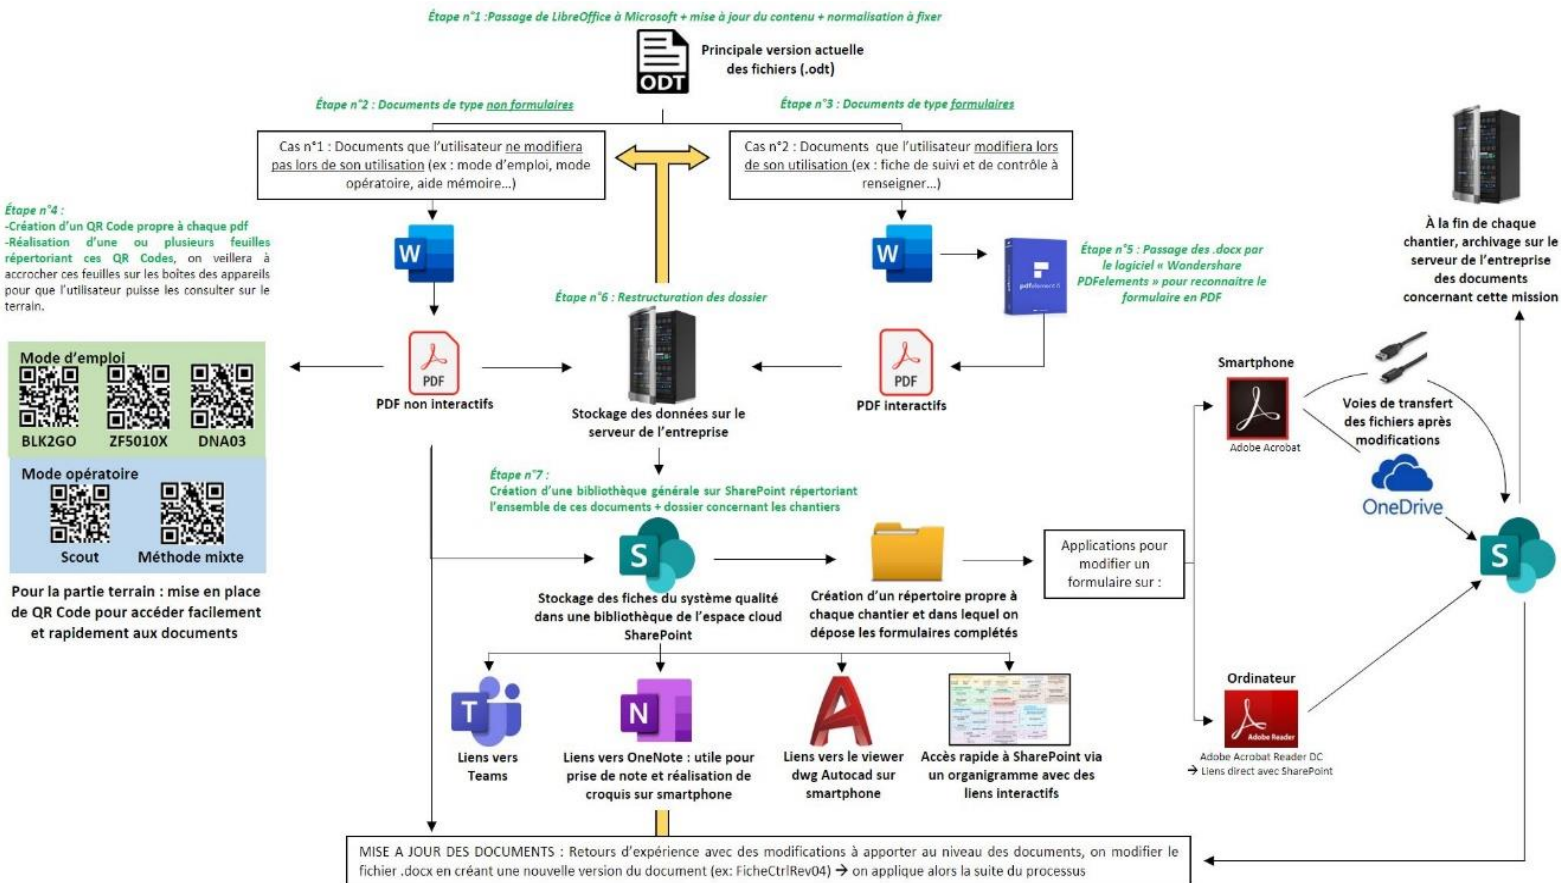 Étape n°1 :Passage de LibreOffice à Microsoft + mise à jour du contenu + normalisation à fixer
ODT
Principale version actuelle
des fichiers (.odt)
Étape n°2 : Documents de type non formulaires
Étape n°3 : Documents de type formulaires
Cas n°1 : Documents que l'utilisateur ne modifiera
pas lors de son utilisation (ex : mode d'emploi, mode
opératoire, aide mémoire…)
Cas n°2 : Documents que l'utilisateur modifiera lors
de son utilisation (ex : fiche de suivi et de contrôle à
renseigner…)
Étape n°4 :
-Création d'un QR Code propre à chaque pdf
-Réalisation d'une ou plusieurs feuilles
répertoriant ces QR Codes, on veillera à
accrocher ces feuilles sur les boîtes des appareils
pour que l'utilisateur puisse les consulter sur le
terrain.
W
W
pdfelement
Étape n°5 : Passage des .docx par
le logiciel « Wondershare
PDFelements » pour reconnaitre le
formulaire en PDF
À la fin de chaque
chantier, archivage sur le
serveur de l'entreprise
des documents
concernant cette mission
Étape n°6 : Restructuration des dossier
Mode d'emploi
BLK2GO
ZF5010X
DNA03
Mode opératoire
Scout
Méthode mixte
Pour la partie terrain : mise en place
de QR Code pour accéder facilement
et rapidement aux documents
PDF
PDF non interactifs
Stockage des données sur le
serveur de l'entreprise
PDF
PDF interactifs
Étape n°7 :
Création d'une bibliothèque générale sur SharePoint répertoriant
l'ensemble de ces documents + dossier concernant les chantiers
S
Stockage des fiches du système qualité
dans une bibliothèque de l'espace cloud
SharePoint
Création d'un répertoire propre à
chaque chantier et dans lequel on
dépose les formulaires complétés
Applications pour
modifier un
formulaire sur :
Smartphone
Adobe Acrobat
Voies de transfert
des fichiers après
modifications
OneDrive
S
Ordinateur
Adobe Reader
Adobe Acrobat Reader DC
→ Liens direct avec SharePoint
T
Liens vers
Teams
N
Liens vers OneNote : utile pour
prise de note et réalisation de
croquis sur smartphone
Liens vers le viewer
dwg Autocad sur
smartphone
Accès rapide à SharePoint via
un organigramme avec des
liens interactifs
MISE A JOUR DES DOCUMENTS : Retours d'expérience avec des modifications à apporter au niveau des documents, on modifier le
fichier .docx en créant une nouvelle version du document (ex: FicheCtrlRev04) → on applique alors la suite du processus